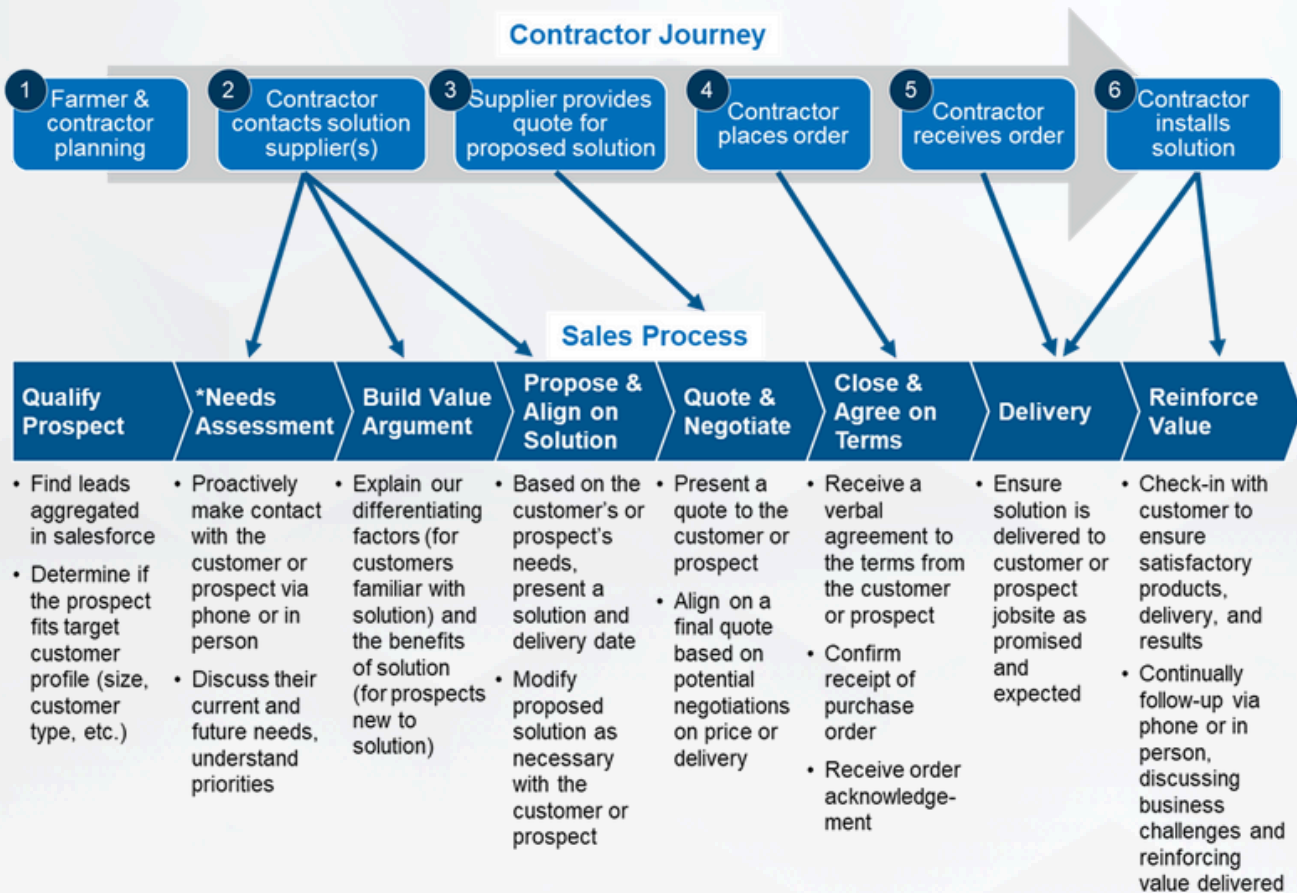 Contractor Journey
1
Farmer &
contractor
planning
2
Contractor
contacts solution
supplier(s)
3
Supplier provides
quote for
proposed solution
4
Contractor
places order
5
Contractor
receives order
6
Contractor
installs
solution
Sales Process
Qualify
Prospect
• Find leads
aggregated
in salesforce
• Determine if
the prospect
fits target
customer
profile (size,
customer
type, etc.)
*Needs
Assessment
• Proactively
make contact
with the
customer or
prospect via
phone or in
person
• Discuss their
current and
future needs,
understand
priorities
Build Value
Argument
• Explain our
differentiating
factors (for
customers
familiar with
solution) and
the benefits
of solution
(for prospects
new to
solution)
Propose &
Align on
Solution
• Based on the
customer's or
prospect's
needs,
present a
solution and
delivery date
• Modify
proposed
solution as
necessary
with the
customer or
prospect
Quote &
Negotiate
• Present a
quote to the
customer or
prospect
• Align on a
final quote
based on
potential
negotiations
on price or
delivery
Close &
Agree on
Terms
• Receive a
verbal
agreement to
the terms from
the customer
or prospect
• Confirm
receipt of
purchase
order
• Receive order
acknowledge-
ment
Delivery
• Ensure
solution is
delivered to
customer or
prospect
jobsite as
promised
and
expected
Reinforce
Value
• Check-in with
customer to
ensure
satisfactory
products,
delivery, and
results
• Continually
follow-up via
phone or in
person,
discussing
business
challenges and
reinforcing
value delivered